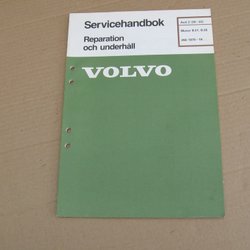 Servicehandbok
Reparation
och underhåll
VOLVO